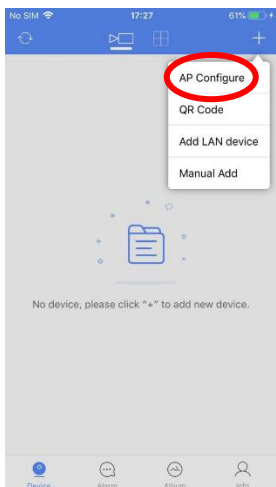 No SIM 17:27 61%
AP Configure
QR Code
Add LAN device
Manual Add
No device, please click "+" to add new device.
Device Alarm Album Info